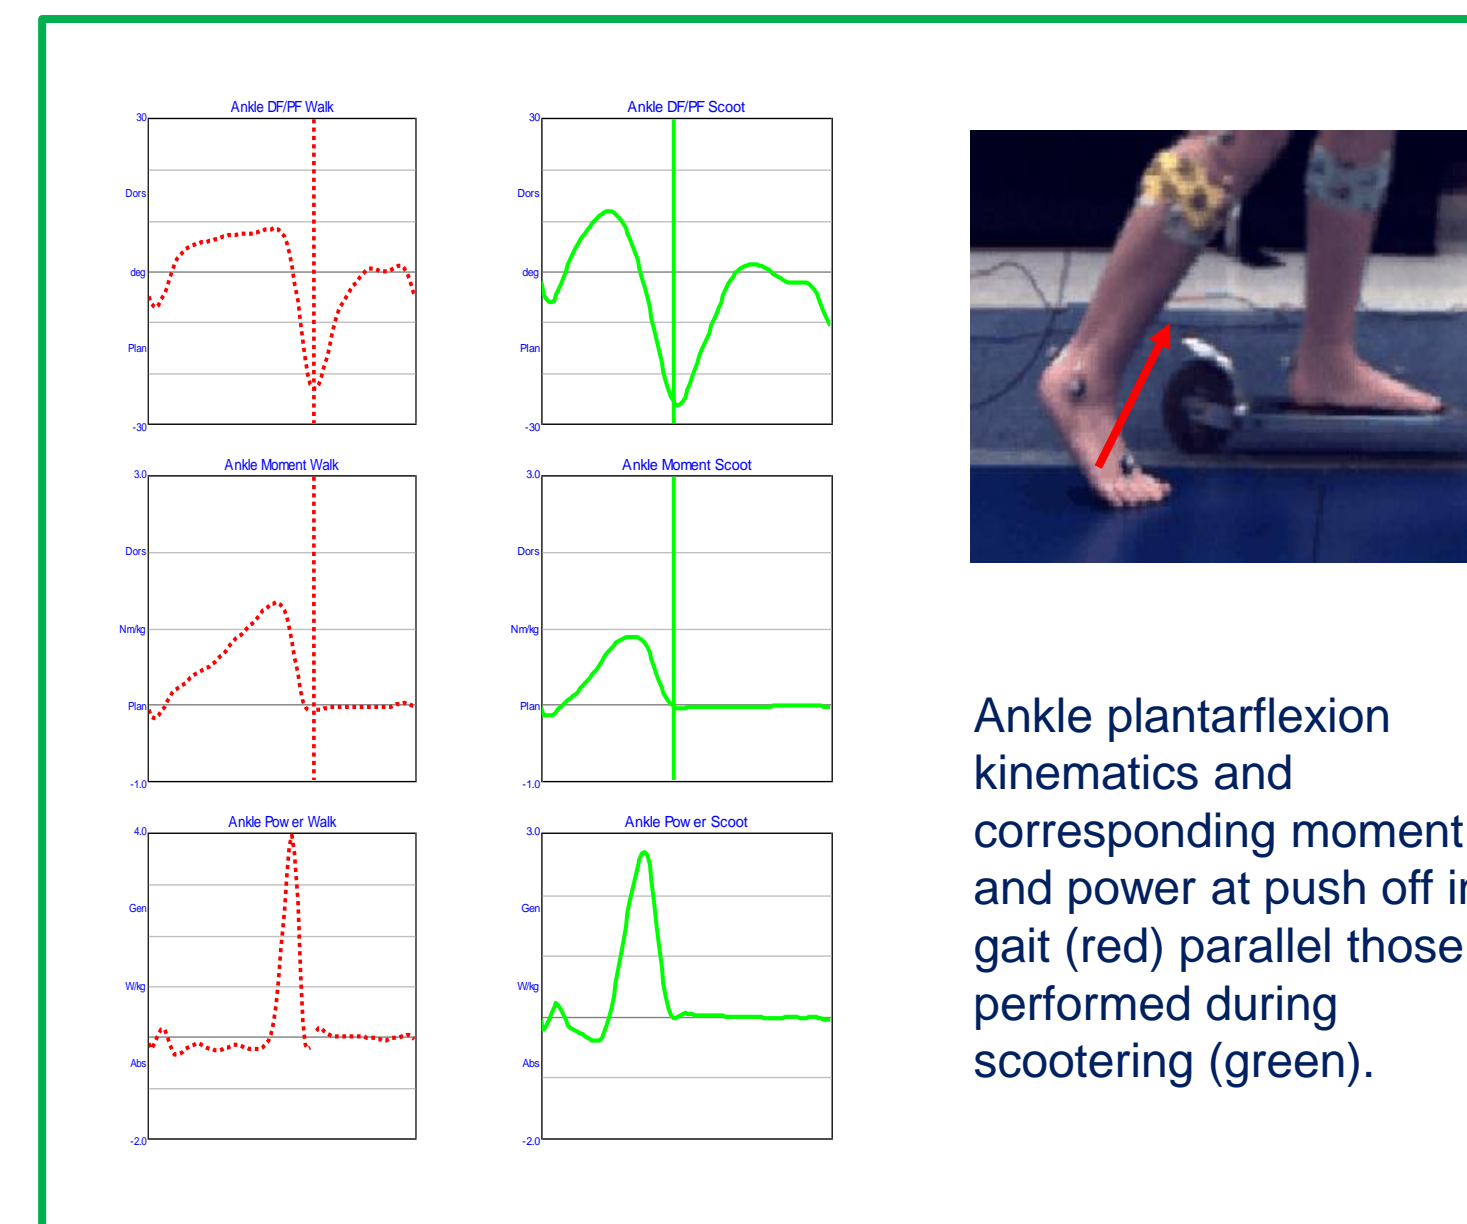 Ankle DF/PF Walk
30
Dors
deg
Plan
-30
Ankle DF/PF Scoot
30
Dors
deg
Plan
-30
Ankle Moment Walk
3.0
Dors
Nm/kg
Plan
-1.0
Ankle Moment Scoot
3.0
Dors
Nm/kg
Plan
-1.0
Ankle Power Walk
4.0
Gen
W/kg
Abs
-2.0
Ankle Power Scoot
3.0
Gen
W/kg
Abs
-2.0
Ankle plantarflexion
kinematics and
corresponding moment
and power at push off in
gait (red) parallel those
performed during
scootering (green).